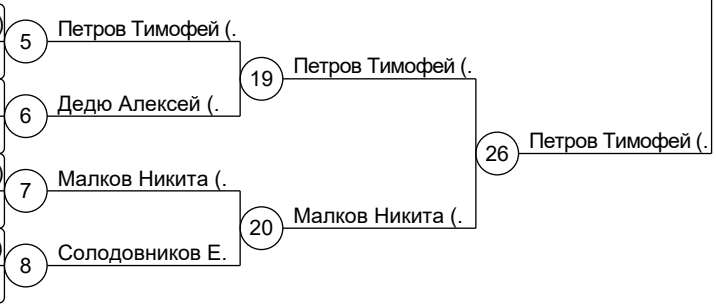 5 Петров Тимофей (.
19 Петров Тимофей (.
6 Дедю Алексей (.
26 Петров Тимофей (.
7 Малков Никита (.
20 Малков Никита (.
8 Солодовников Е.